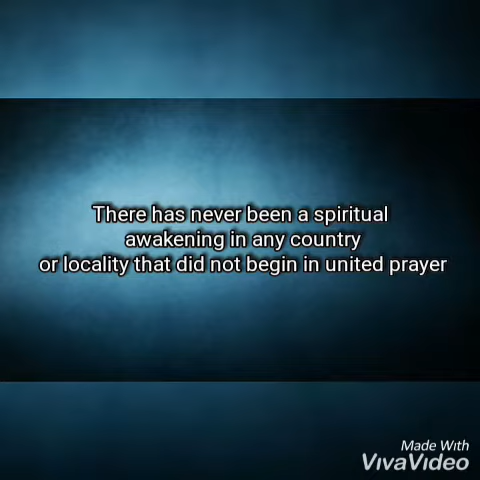 There has never been a spiritual
awakening in any country
or locality that did not begin in united prayer
Made With
VivaVideo